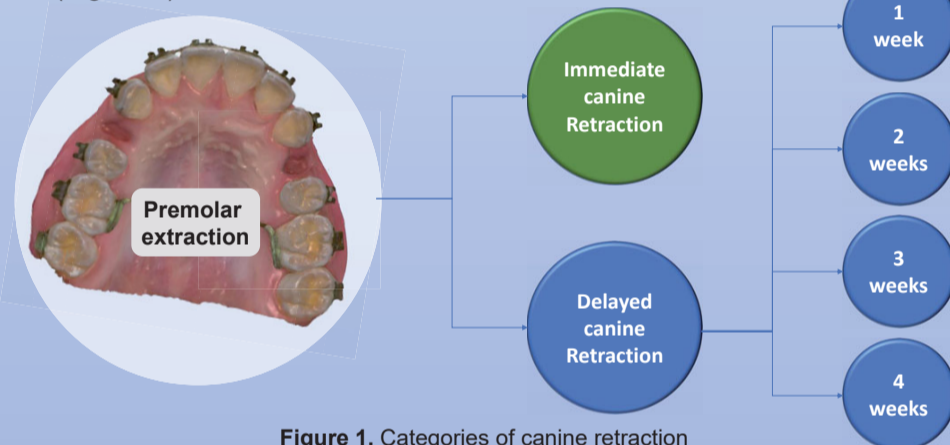 Premolar
extraction
Immediate
canine
Retraction
Delayed
canine
Retraction
1
week
2
weeks
3
weeks
4
weeks
Figure 1. Categories of canine retraction